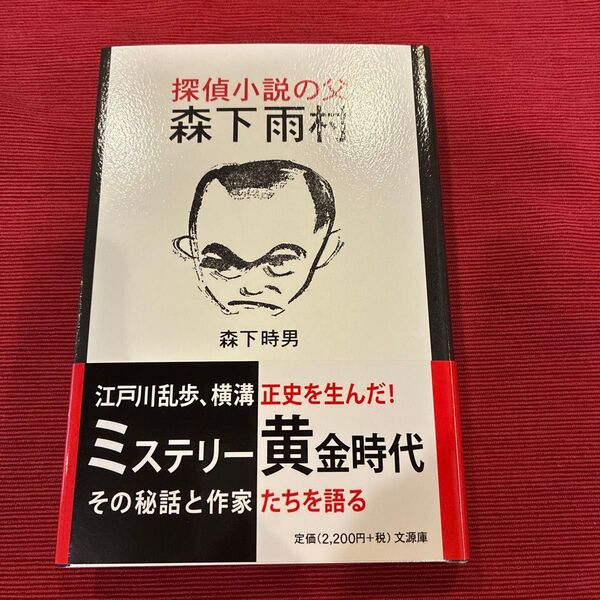 探偵小説の父
森下雨村
森下時男
江戸川乱歩、横溝正史を生んだ!
ミステリー黄金時代
その秘話と作家たちを語る
定価(2,200円+税) 文源庫